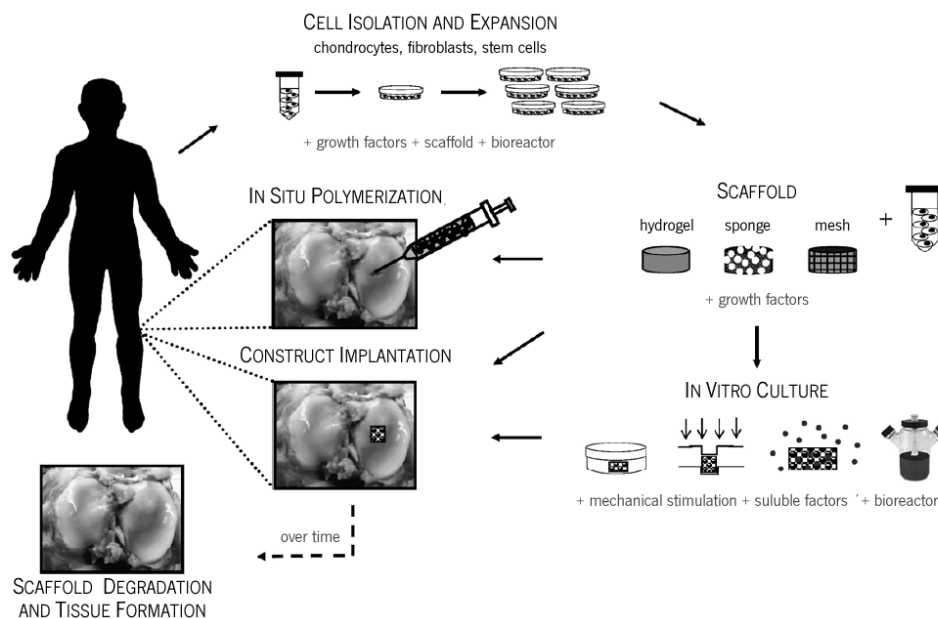 CELL ISOLATION AND EXPANSION
chondrocytes, fibroblasts, stem cells
+ growth factors + scaffold + bioreactor
IN SITU POLYMERIZATION
SCAFFOLD
hydrogel sponge mesh
+
+ growth factors
CONSTRUCT IMPLANTATION
IN VITRO CULTURE
+ mechanical stimulation + suluble factors + bioreactor
over time
SCAFFOLD DEGRADATION
AND TISSUE FORMATION